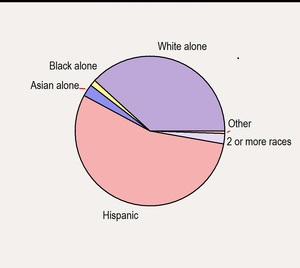 White alone
Black alone
Asian alone
Other
2 or more races
Hispanic